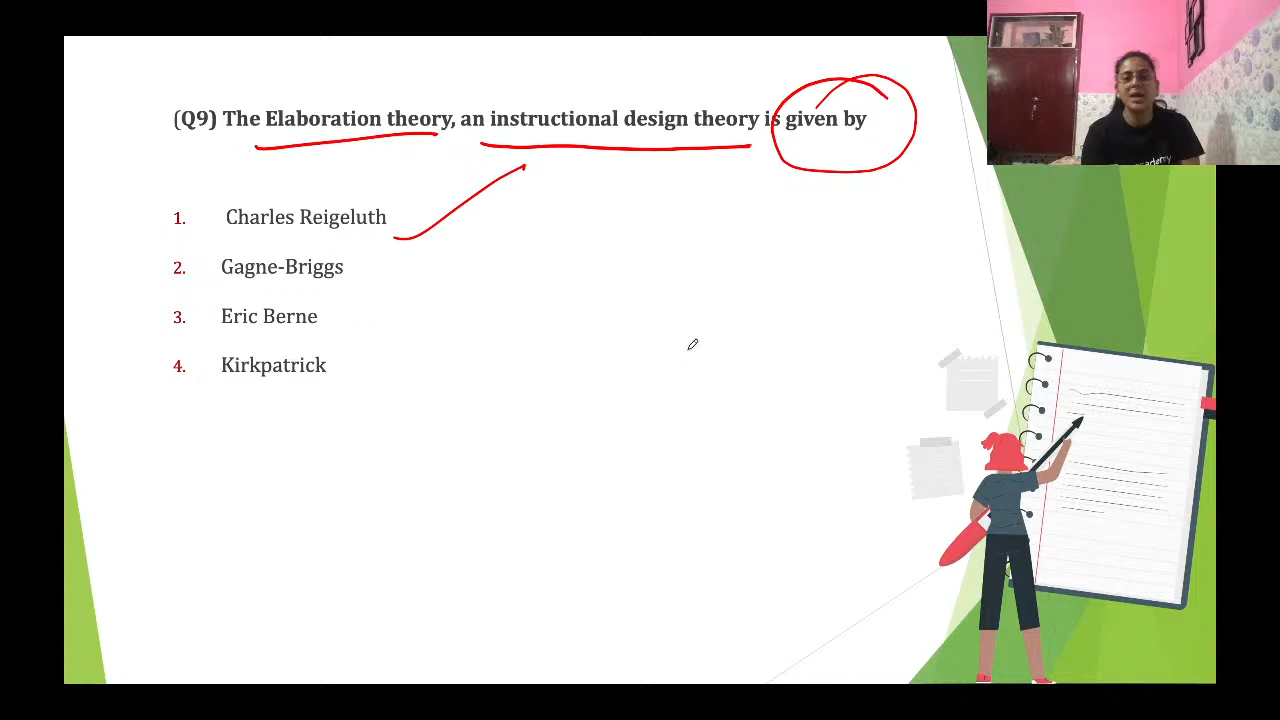 (Q9) The Elaboration theory, an instructional design theory is given by
1. Charles Reigeluth
2. Gagne-Briggs
3. Eric Berne
4. Kirkpatrick